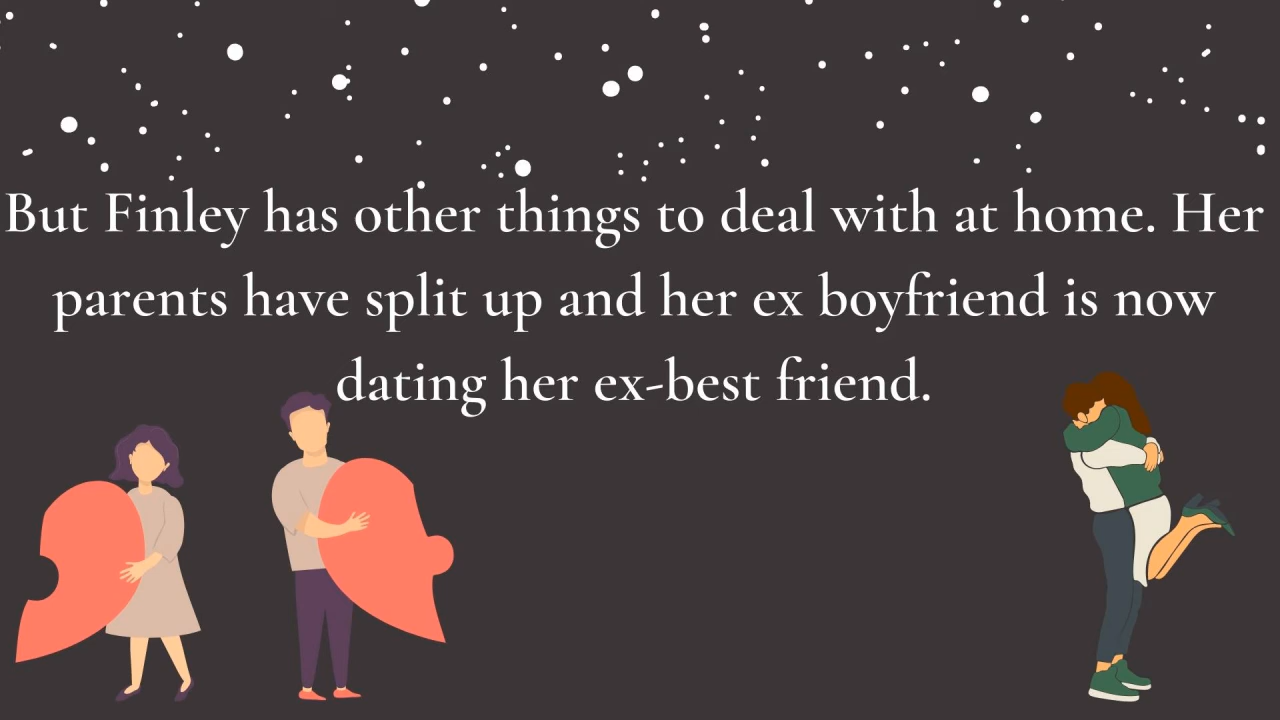 But Finley has other things to deal with at home. Her
parents have split up and her ex boyfriend is now
dating her ex-best friend.